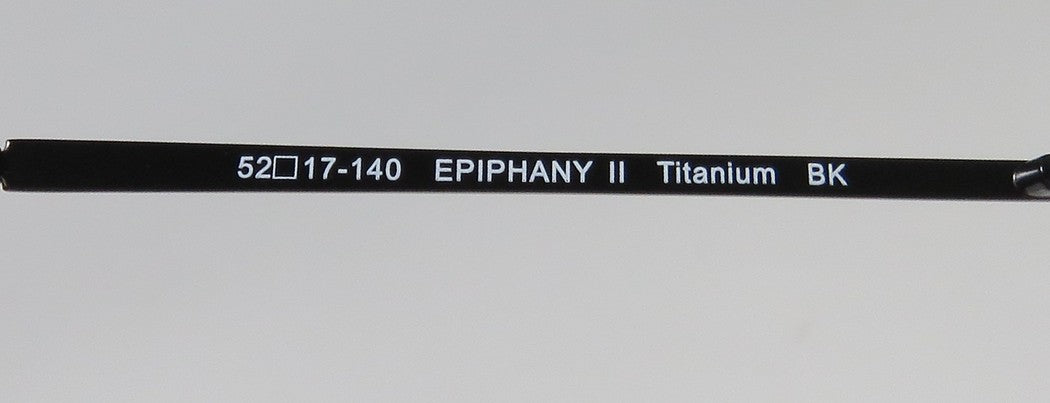 52□17-140 EPIPHANY II Titanium BK